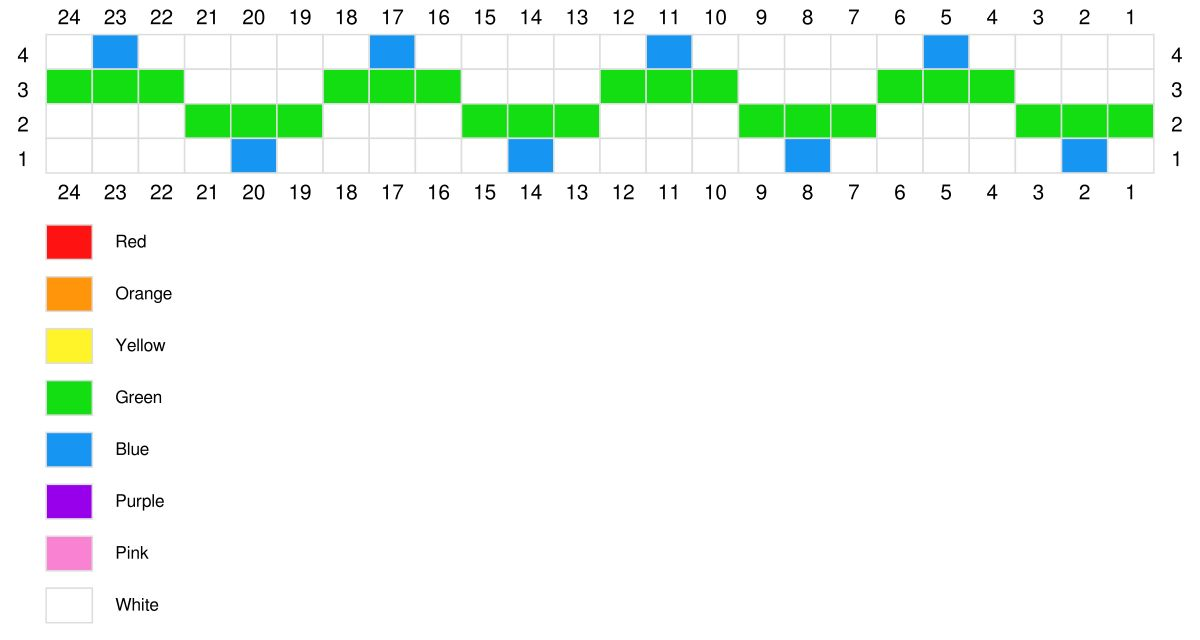 24 23 22 21 20 19 18 17 16 15 14 13 12 11 10 9 8 7 6 5 4 3 2 1
4 4
3 3
2 2
1 1
24 23 22 21 20 19 18 17 16 15 14 13 12 11 10 9 8 7 6 5 4 3 2 1
Red
Orange
Yellow
Green
Blue
Purple
Pink
White